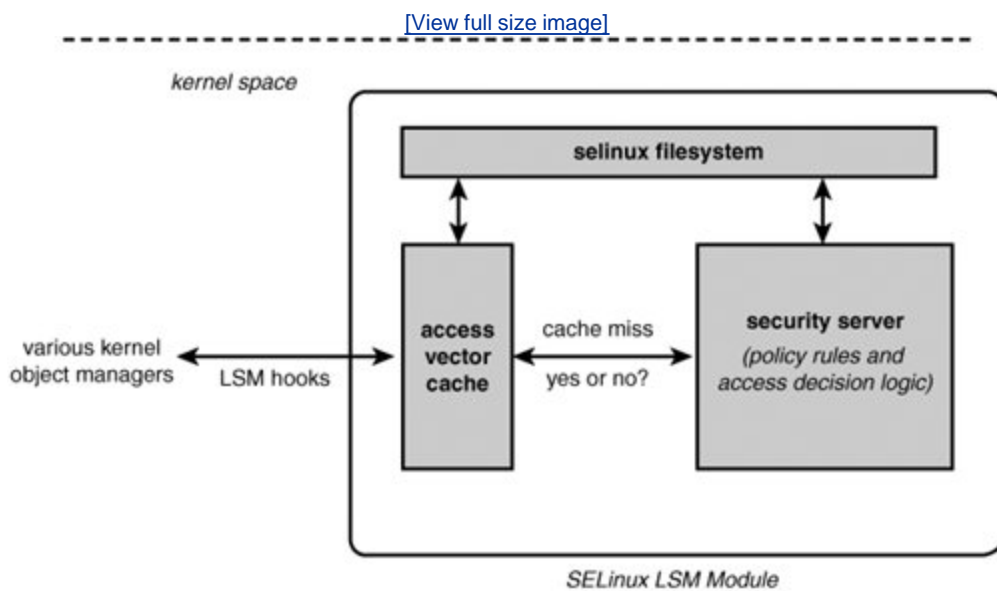 [View full size image]
kernel space
selinux filesystem
various kernel
object managers
LSM hooks
access
vector
cache
cache miss
yes or no?
security server
(policy rules and
access decision logic)
SELinux LSM Module